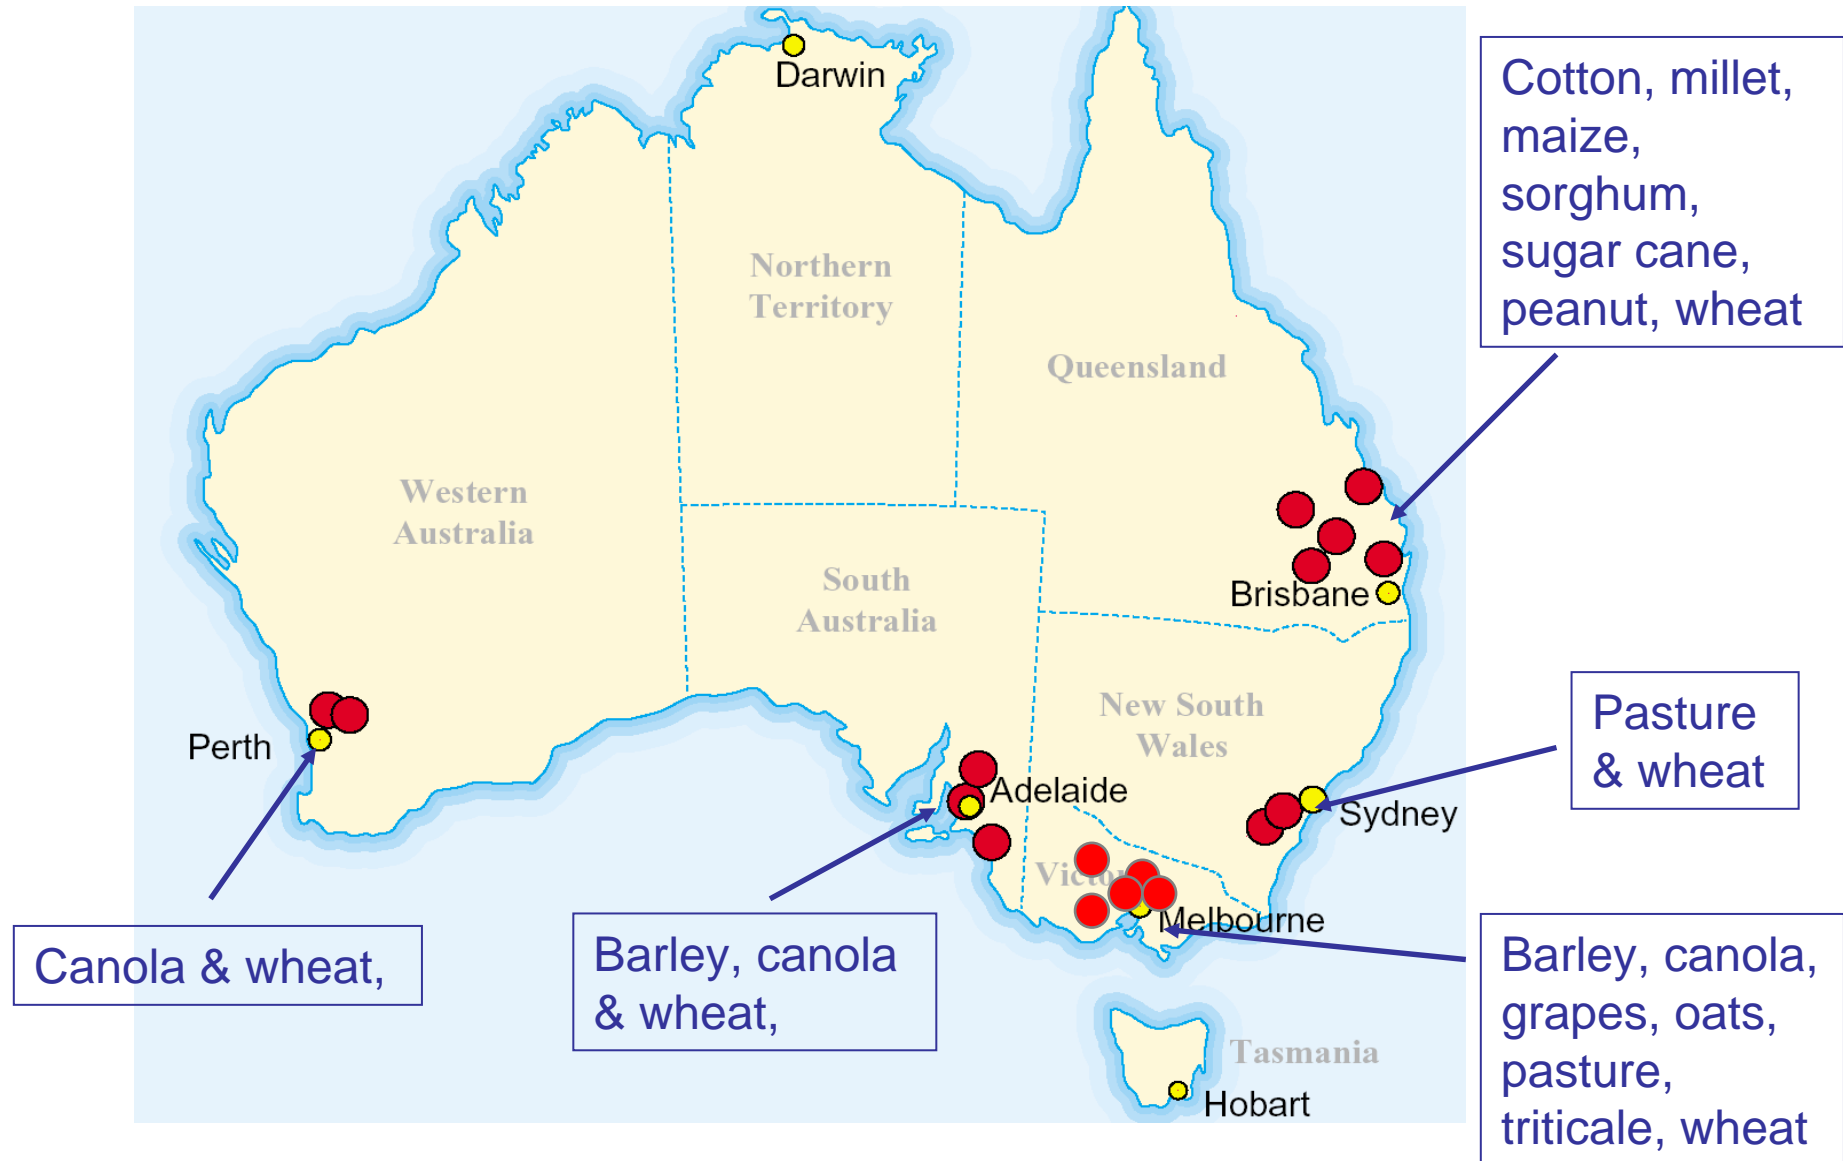 Darwin
Cotton, millet,
maize,
sorghum,
sugar cane,
peanut, wheat
Northern
Territory
Queensland
Western
Australia
South
Australia
Brisbane
New South
Wales
Pasture
& wheat
Perth
Adelaide
Sydney
Melbourne
Canola & wheat,
Barley, canola
& wheat,
Barley, canola,
grapes, oats,
pasture,
triticale, wheat
Tasmania
Hobart